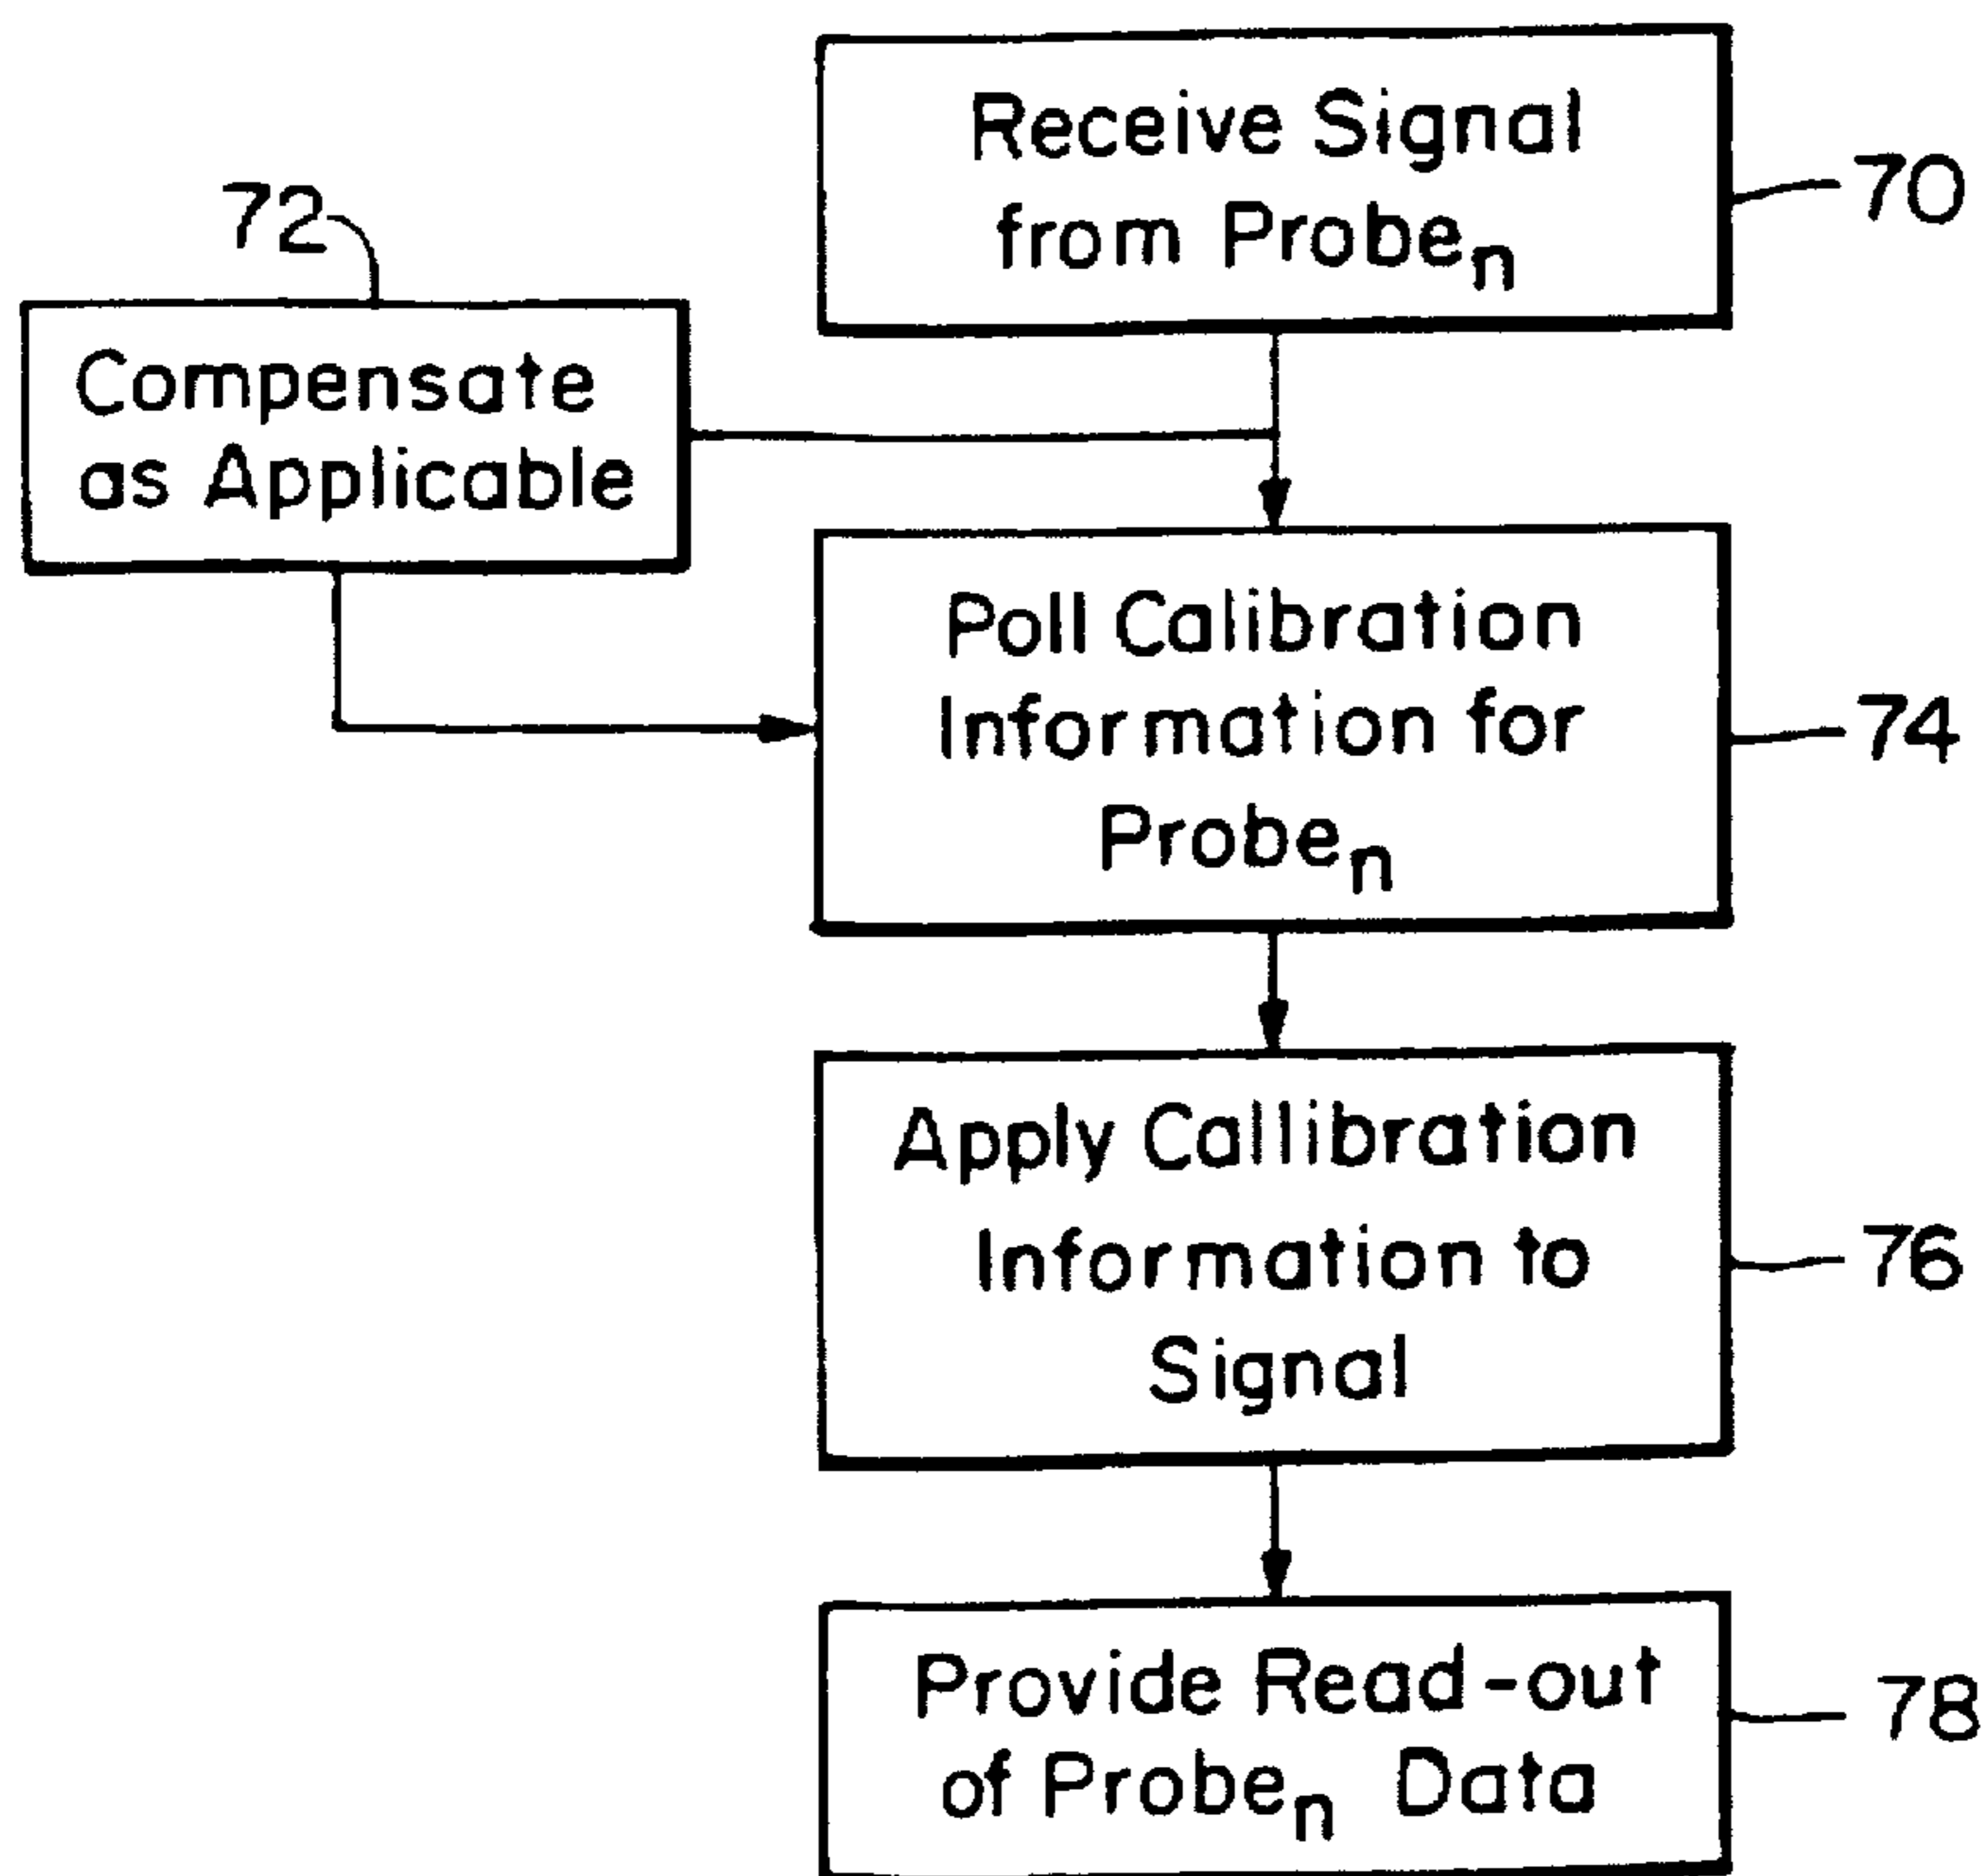 Receive Signal
from Probeₙ
70
72
Compensate
as Applicable
Poll Calibration
Information for
Probeₙ
74
Apply Callibration
Information to
Signal
76
Provide Read-out
of Probeₙ Data
78